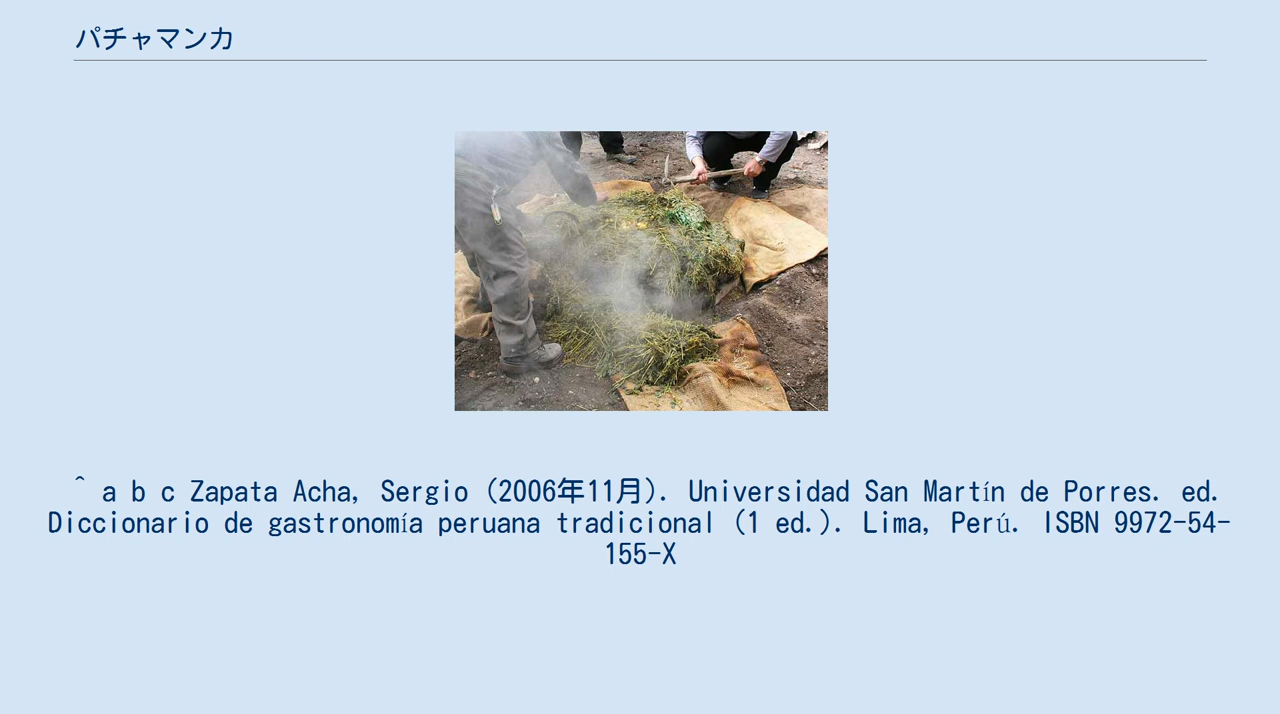 パチャマンカ
^ a b c Zapata Acha, Sergio (2006年11月). Universidad San Martín de Porres. ed.
Diccionario de gastronomía peruana tradicional (1 ed.). Lima, Perú. ISBN 9972-54-
155-X